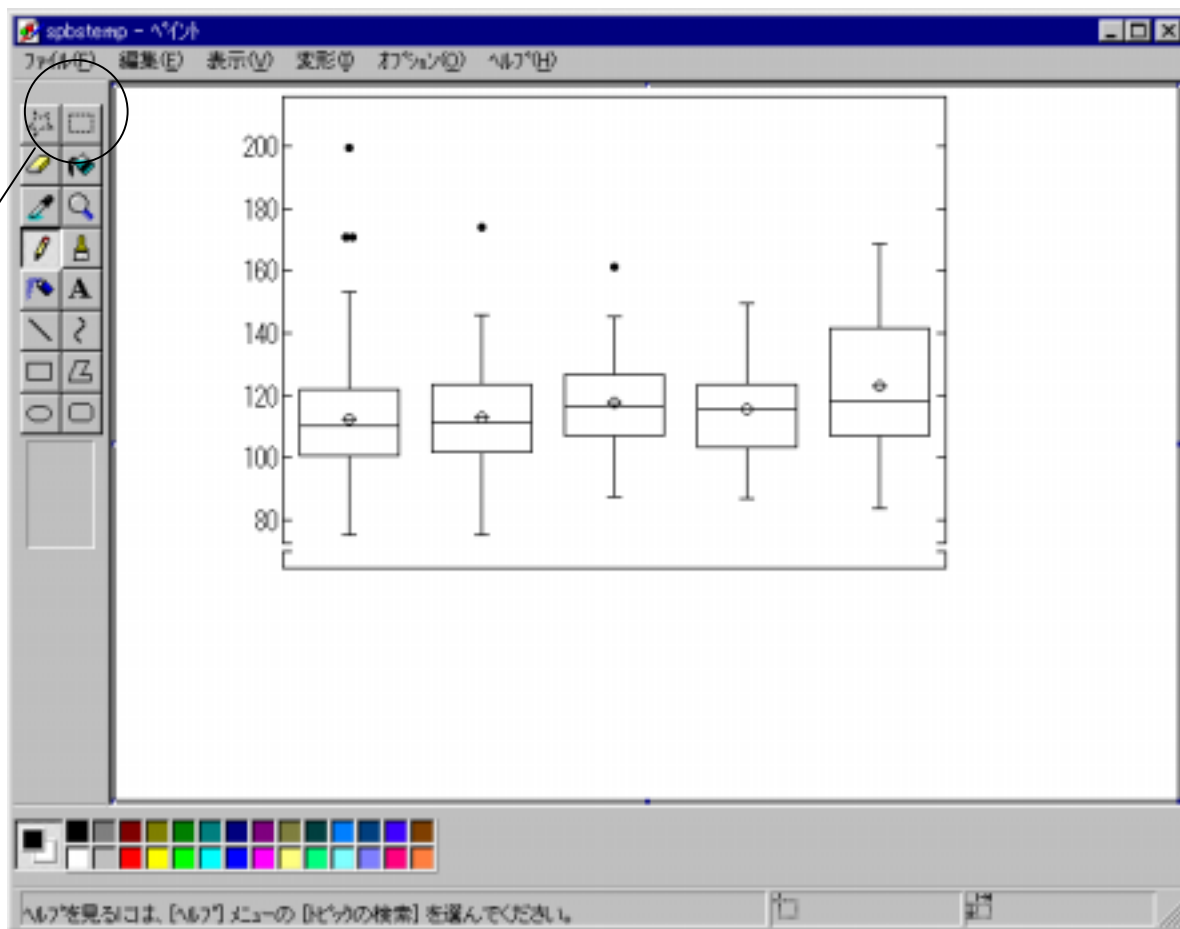 spbstemp - ペイント
ファイル(F) 編集(E) 表示(V) 変形(I) オプション(O) ヘルプ(H)
200
180
160
140
120
100
80
A
ヘルプを見るには、[ヘルプ] メニューの [トピックの検索] を選んでください。